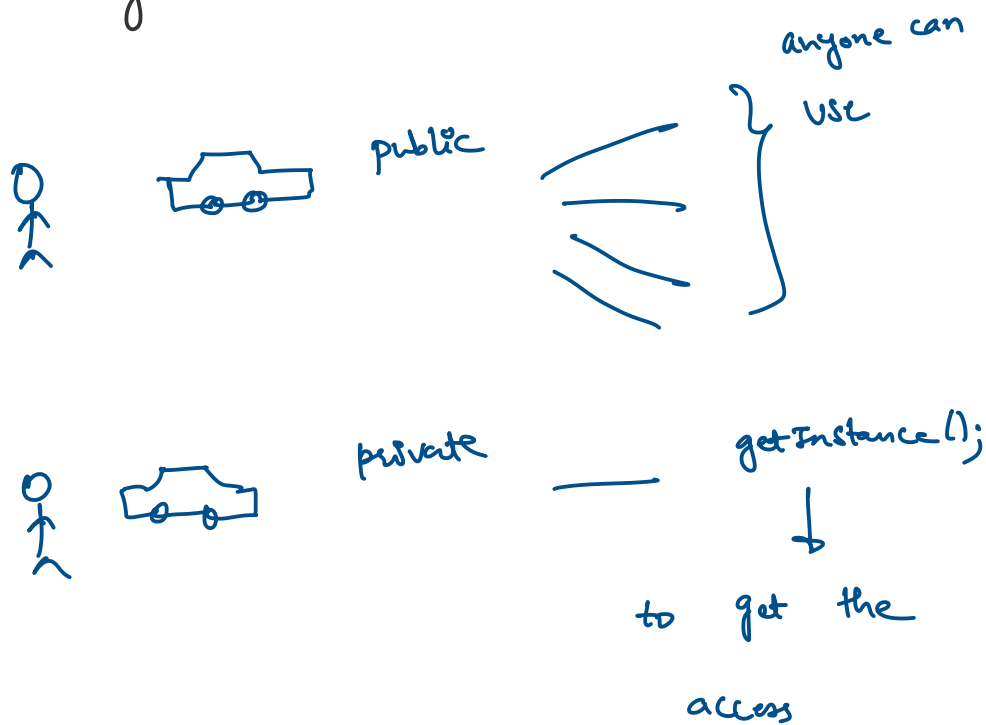 anyone can
public
use
private
getInstance();
to get the
access